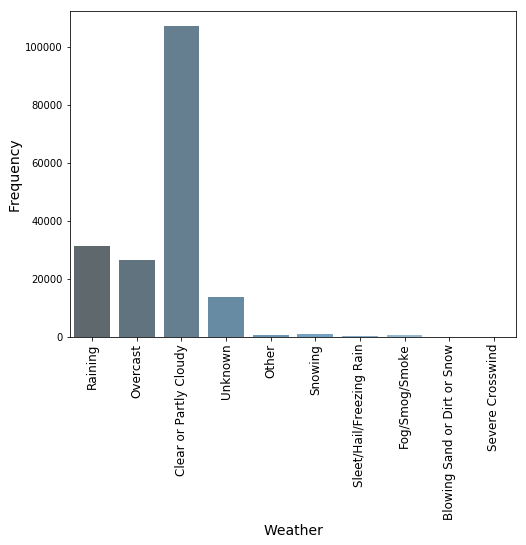 100000
80000
60000
40000
20000
0
Frequency
Raining
Overcast
Clear or Partly Cloudy
Unknown
Other
Snowing
Sleet/Hail/Freezing Rain
Fog/Smog/Smoke
Blowing Sand or Dirt or Snow
Severe Crosswind
Weather